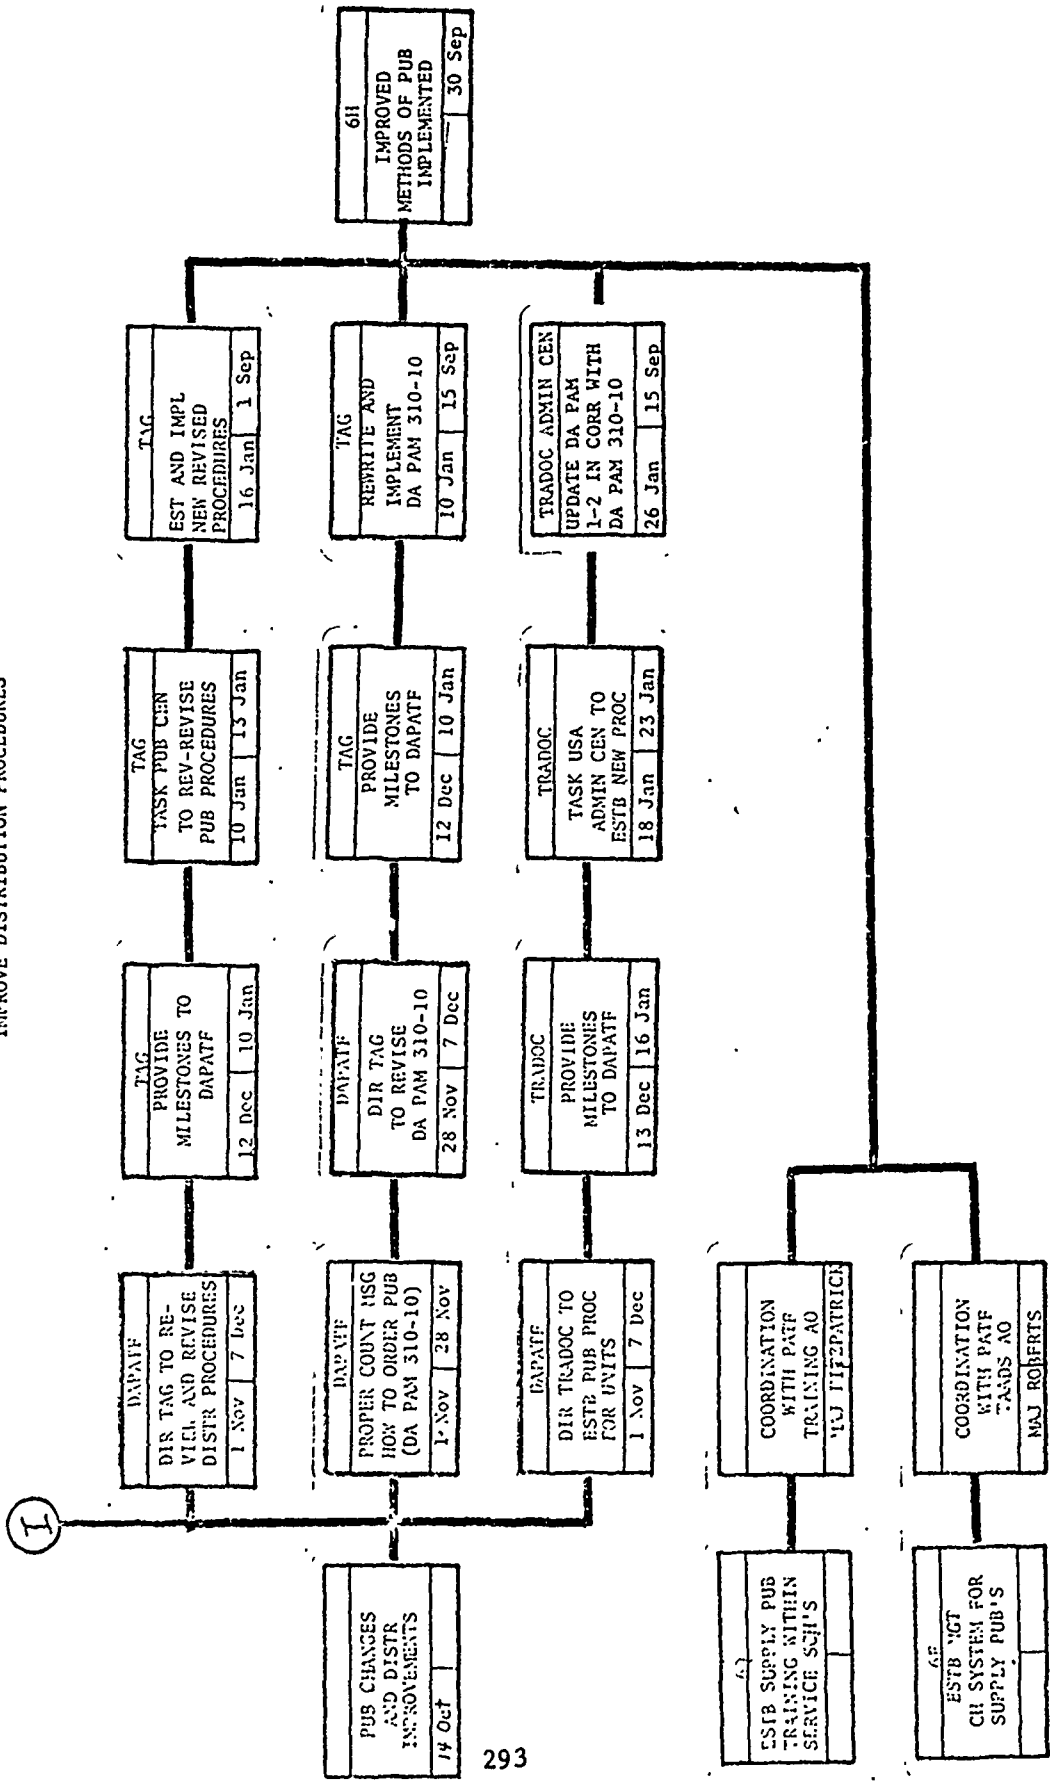 IMPROVE DISTRIBUTION PROCEDURES
I
PUB CHANGES
AND DISTR
IMPROVEMENTS
14 Oct
DAPATF
DIR TAG TO RE-
VIEW AND REVISE
DISTR PROCEDURES
1 Nov 7 Dec
TAG
PROVIDE
MILESTONES TO
DAPATF
12 Dec 10 Jan
TAG
TASK PUB CEN
TO REV-REVISE
PUB PROCEDURES
10 Jan 13 Jan
TAG
EST AND IMPL
NEW REVISED
PROCEDURES
16 Jan 1 Sep
DAPATF
PROPER COUNT MSG
HOW TO ORDER PUB
(DA PAM 310-10)
1 Nov 28 Nov
DAPATF
DIR TAG
TO REVISE
DA PAM 310-10
28 Nov 7 Dec
TAG
PROVIDE
MILESTONES
TO DAPATF
12 Dec 10 Jan
TAG
REWRITE AND
IMPLEMENT
DA PAM 310-10
10 Jan 15 Sep
DAPATF
DIR TRADOC TO
ESTB PUB PROC
FOR UNITS
1 Nov 7 Dec
TRADOC
PROVIDE
MILESTONES
TO DAPATF
13 Dec 16 Jan
TRADOC
TASK USA
ADMIN CEN TO
ESTB NEW PROC
18 Jan 23 Jan
TRADOC ADMIN CEN
UPDATE DA PAM
1-2 IN CORR WITH
DA PAM 310-10
26 Jan 15 Sep
6H
IMPROVED
METHODS OF PUB
IMPLEMENTED
30 Sep
ESTB SUPPLY PUB
TRAINING WITHIN
SERVICE SCH'S
COORDINATION
WITH PATF
TRAINING AO
MAJ FITZPATRICK
ESTB MGT
CH SYSTEM FOR
SUPPLY PUB'S
COORDINATION
WITH PATF
TAADS AO
MAJ ROBERTS
293